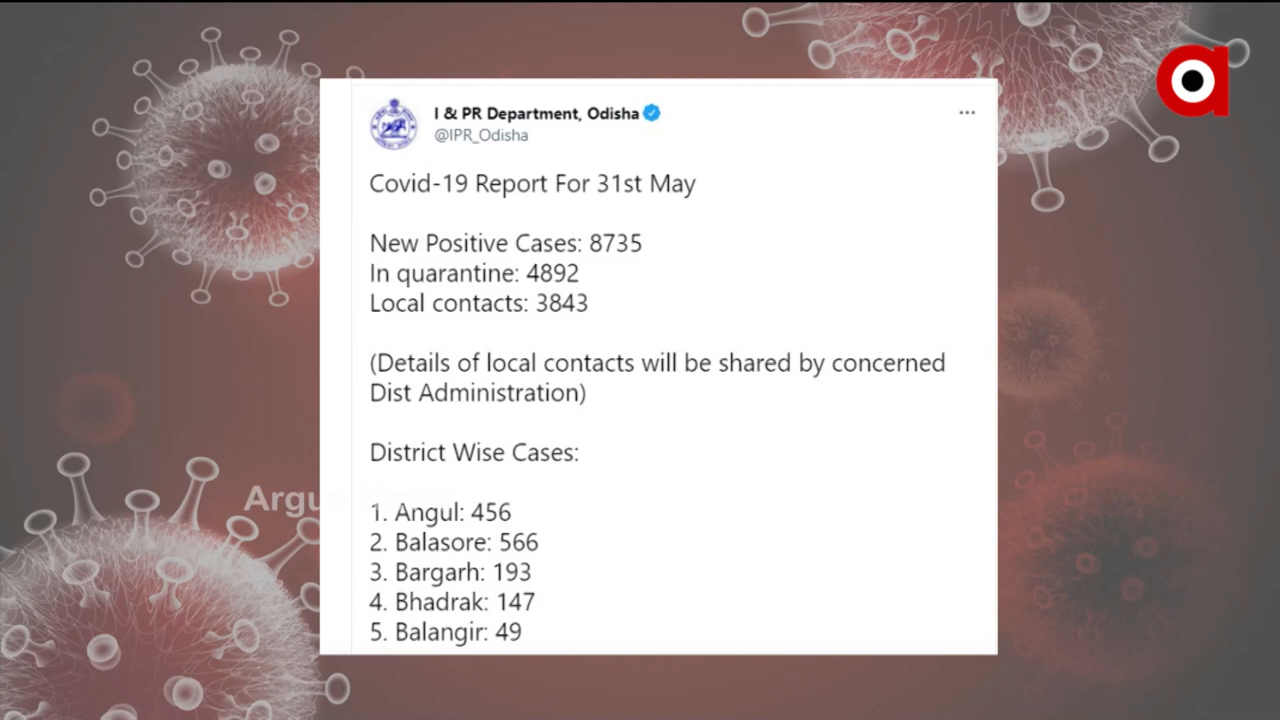 I & PR Department, Odisha
@IPR_Odisha
Covid-19 Report For 31st May
New Positive Cases: 8735
In quarantine: 4892
Local contacts: 3843
(Details of local contacts will be shared by concerned
Dist Administration)
District Wise Cases:
Argu
1. Angul: 456
2. Balasore: 566
3. Bargarh: 193
4. Bhadrak: 147
5. Balangir: 49